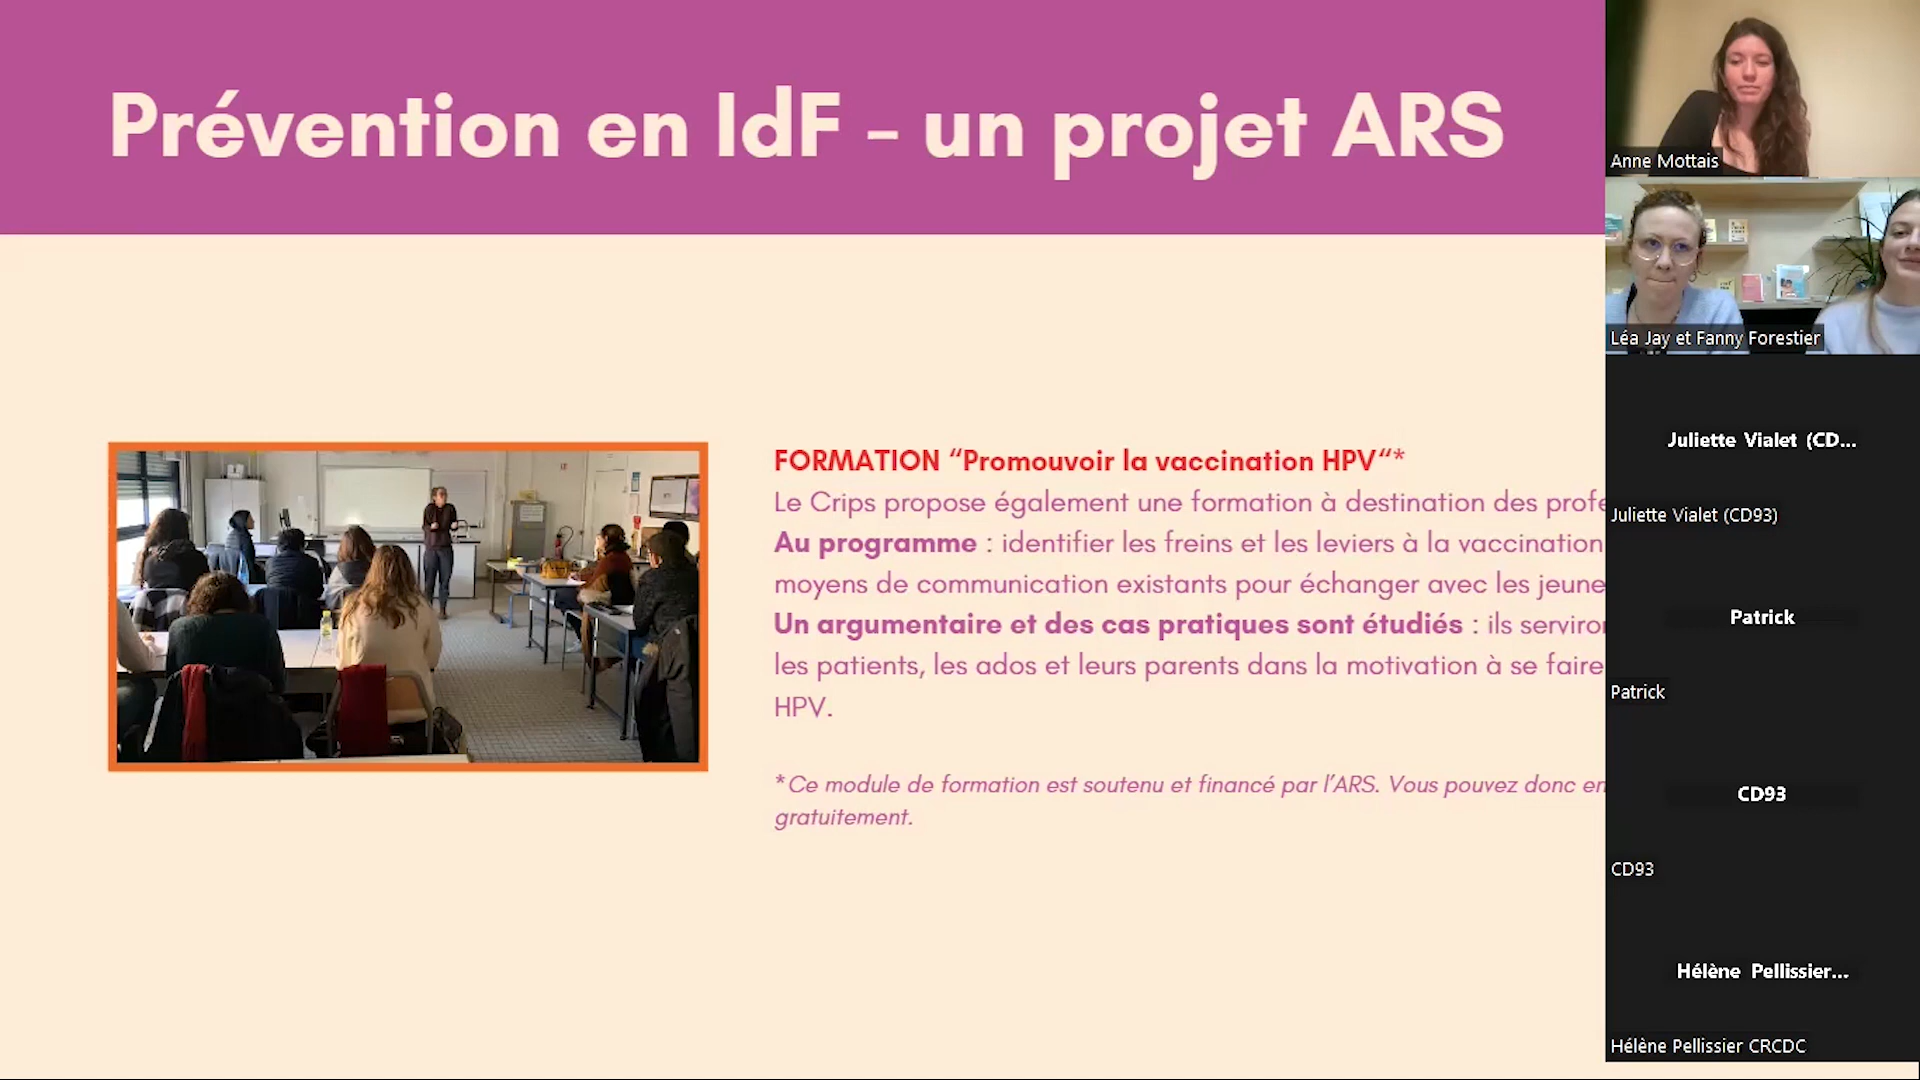 Prévention en IdF - un projet ARS
FORMATION “Promouvoir la vaccination HPV“*
Le Crips propose également une formation à destination des profe
Au programme : identifier les freins et les leviers à la vaccination
moyens de communication existants pour échanger avec les jeune
Un argumentaire et des cas pratiques sont étudiés : ils serviro
les patients, les ados et leurs parents dans la motivation à se faire
HPV.
*Ce module de formation est soutenu et financé par l’ARS. Vous pouvez donc en
gratuitement.
Anne Mottais
Léa Jay et Fanny Forestier
Juliette Vialet (CD...
Juliette Vialet (CD93)
Patrick
Patrick
CD93
CD93
Hélène Pellissier...
Hélène Pellissier CRCDC